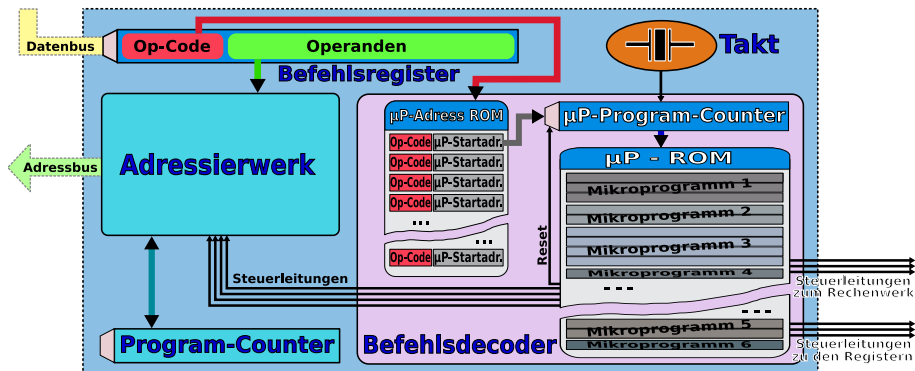 Datenbus
Op-Code
Operanden
Befehlsregister
Takt
Adressierwerk
Adressbus
µP-Adress ROM
Op-Code µP-Startadr.
Op-Code µP-Startadr.
Op-Code µP-Startadr.
Op-Code µP-Startadr.
...
...
Op-Code µP-Startadr.
µP-Program-Counter
µP - ROM
Mikroprogramm 1
Mikroprogramm 2
Mikroprogramm 3
Mikroprogramm 4
...
...
Mikroprogramm 5
Mikroprogramm 6
Reset
Steuerleitungen
Steuerleitungen
zum Rechenwerk
Steuerleitungen
zu den Registern
Program-Counter
Befehlsdecoder